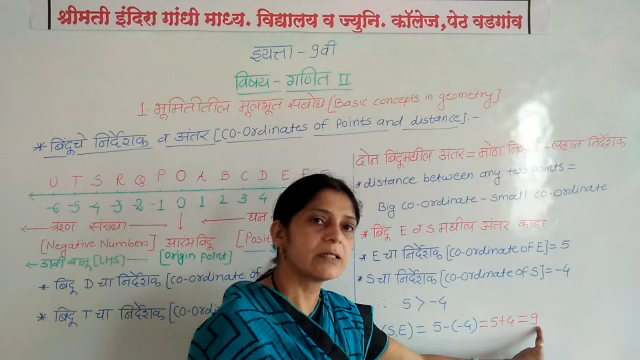 श्रीमती इंदिरा गांधी माध्य. विद्यालय व ज्युनि. कॉलेज,पेठ वडगांव
इयत्ता - 9वी
विषय - गणित II
1. भूमितीतील मूलभूत संबोध [Basic concepts in geometry]
* बिंदूचे निर्देशक व अंतर [co-ordinates of points and distance]:-
U T S R Q P O A B C D E
-6 -5 -4 -3 -2 -1 0 1 2 3 4
ऋण संख्या
धन
[Negative Numbers]
आरंभबिंदू
[origin point]
डावी बाजू [LHS]
* बिंदू D चा निर्देशक [co-ordinate of
* बिंदू T चा निर्देशक
दोन बिंदूमधील अंतर = मोठा - लहान निर्देशक
* distance between any two points =
Big co-ordinate - small co-ordinate
* बिंदू E व S मधील अंतर काढा
* E चा निर्देशक [co-ordinate of E] = 5
* S चा निर्देशक [co-ordinate of S] = -4
∴ 5 > -4
(S,E) = 5-(-4) = 5+4 = 9